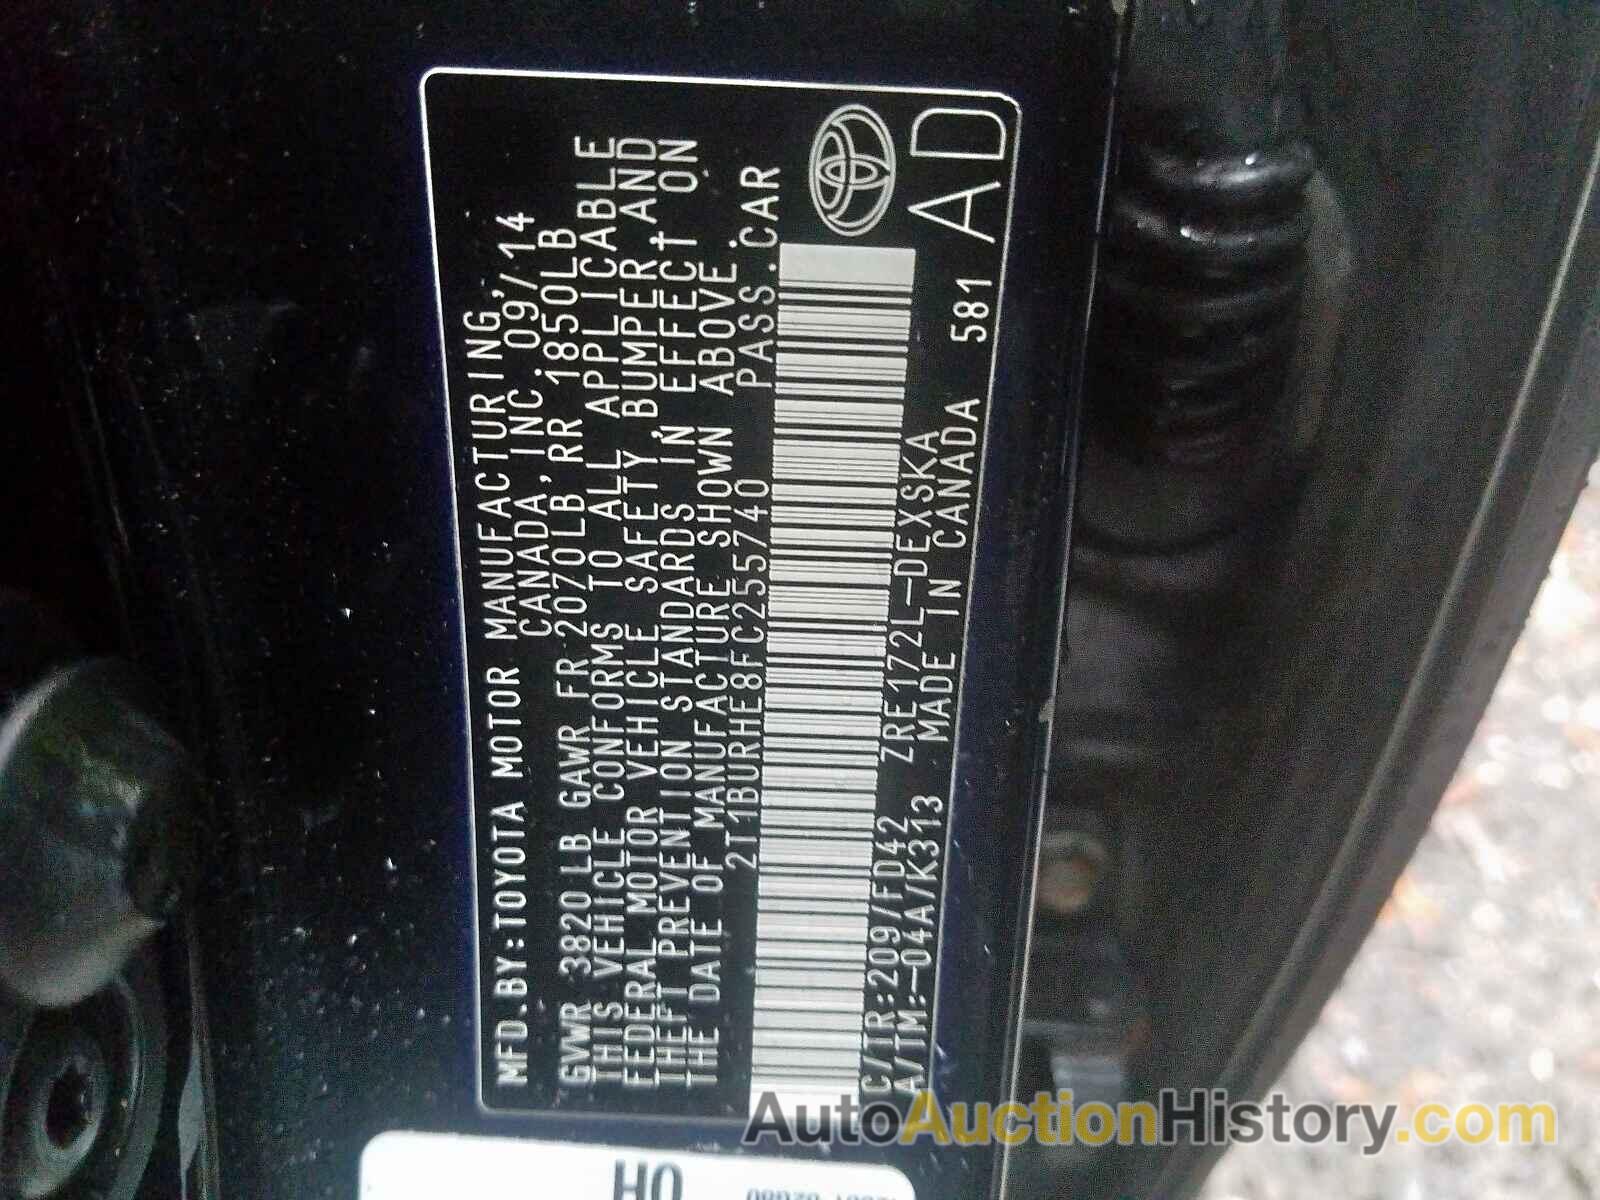 MFD.BY:TOYOTA MOTOR MANUFACTURING,
CANADA, INC. 09/14
GVWR 3820 LB GAWR FR 2070LB, RR 1850LB
THIS VEHICLE CONFORMS TO ALL APPLICABLE
FEDERAL MOTOR VEHICLE SAFETY, BUMPER, AND
THEFT PREVENTION STANDARDS IN EFFECT ON
THE DATE OF MANUFACTURE SHOWN ABOVE.
2T1BURHE8FC255740 PASS.CAR
C/TR:209/FD42 ZRE172L-DEXSKA 581
A/TM:-04A/K313 MADE IN CANADA AD
HO
AutoAuctionHistory.com